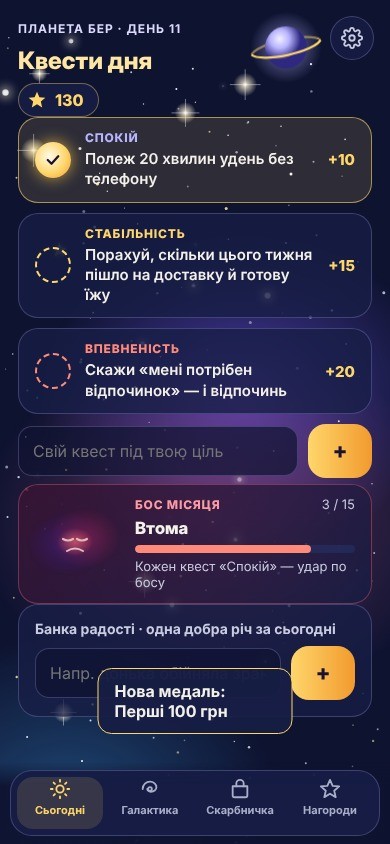 ПЛАНЕТА БЕР · ДЕНЬ 11
Квести дня
130
СПОКІЙ
Полеж 20 хвилин удень без
телефону
+10
СТАБІЛЬНІСТЬ
Порахуй, скільки цього тижня
пішло на доставку й готову
їжу
+15
ВПЕВНЕНІСТЬ
Скажи «мені потрібен
відпочинок» — і відпочинь
+20
Свій квест під твою ціль
+
БОС МІСЯЦЯ
3 / 15
Втома
Кожен квест «Спокій» — удар по
босу
Банка радості · одна добра річ за сьогодні
Напр.
+
Нова медаль:
Перші 100 грн
Сьогодні
Галактика
Скарбничка
Нагороди